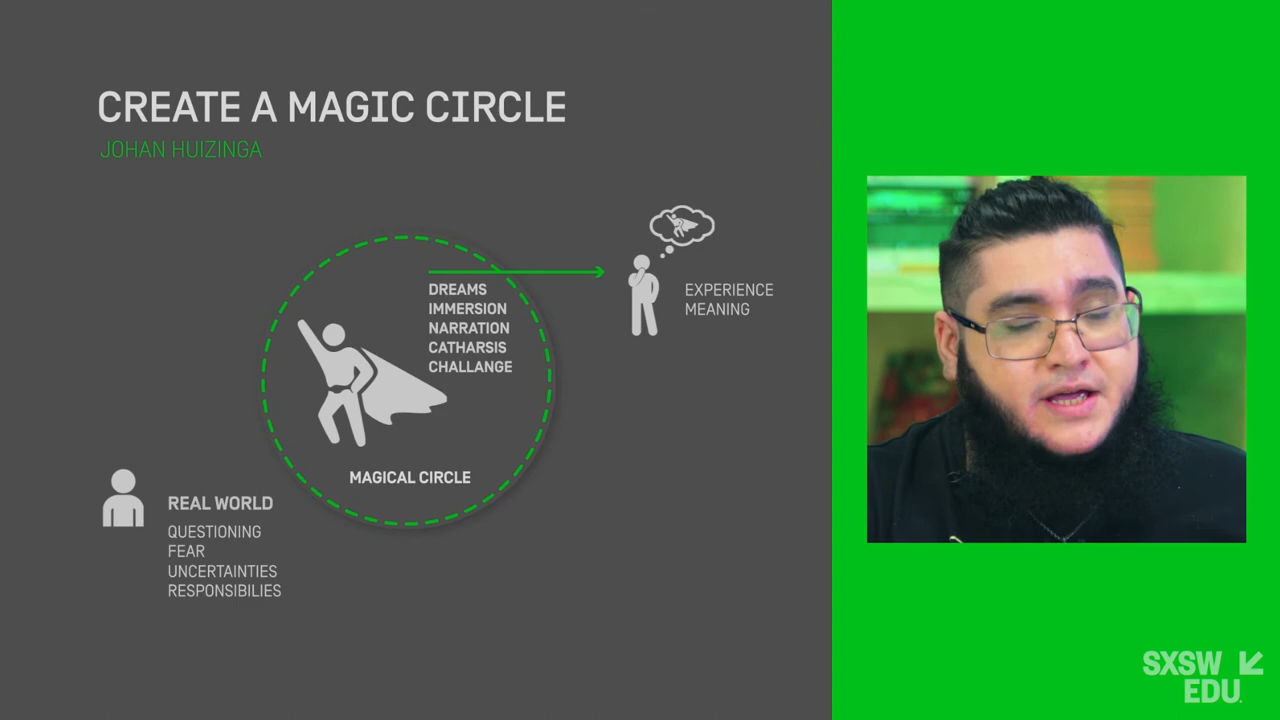 CREATE A MAGIC CIRCLE
JOHAN HUIZINGA
DREAMS
IMMERSION
NARRATION
CATHARSIS
CHALLANGE
EXPERIENCE
MEANING
MAGICAL CIRCLE
REAL WORLD
QUESTIONING
FEAR
UNCERTAINTIES
RESPONSIBILIES
SXSW
EDU.